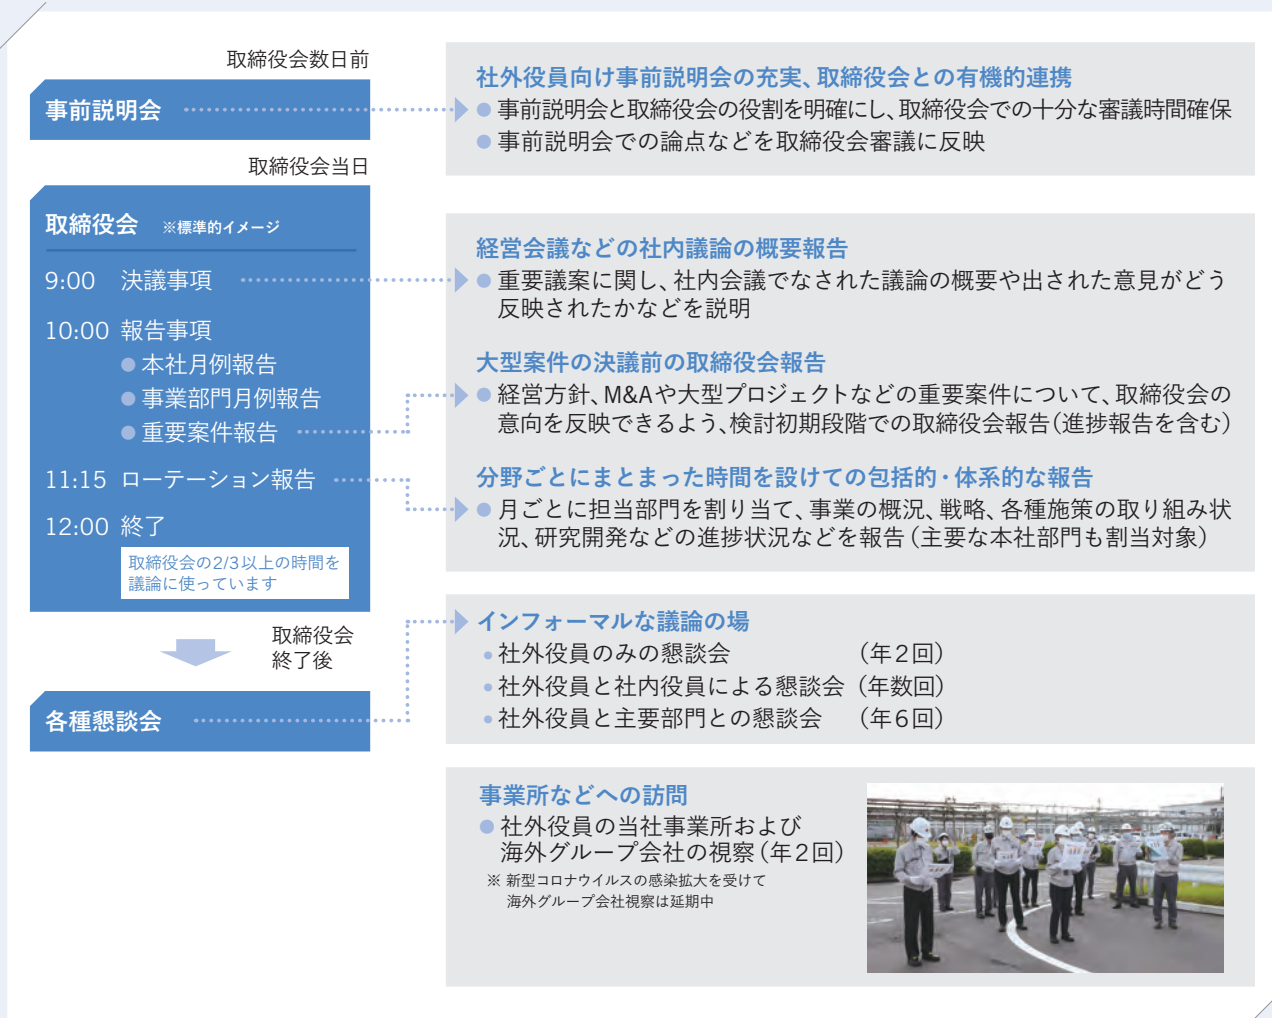 取締役会数日前
事前説明会
社外役員向け事前説明会の充実、取締役会との有機的連携
● 事前説明会と取締役会の役割を明確にし、取締役会での十分な審議時間確保
● 事前説明会での論点などを取締役会審議に反映
取締役会当日
取締役会 ※標準的イメージ
9:00 決議事項
10:00 報告事項
● 本社月例報告
● 事業部門月例報告
● 重要案件報告
11:15 ローテーション報告
12:00 終了
取締役会の2/3以上の時間を
議論に使っています
経営会議などの社内議論の概要報告
● 重要議案に関し、社内会議でなされた議論の概要や出された意見がどう
反映されたかなどを説明
大型案件の決議前の取締役会報告
● 経営方針、M&Aや大型プロジェクトなどの重要案件について、取締役会の
意向を反映できるよう、検討初期段階での取締役会報告（進捗報告を含む）
分野ごとにまとまった時間を設けての包括的・体系的な報告
● 月ごとに担当部門を割り当て、事業の概況、戦略、各種施策の取り組み状
況、研究開発などの進捗状況などを報告（主要な本社部門も割当対象）
取締役会
終了後
各種懇談会
インフォーマルな議論の場
● 社外役員のみの懇談会 （年2回）
● 社外役員と社内役員による懇談会 （年数回）
● 社外役員と主要部門との懇談会 （年6回）
事業所などへの訪問
● 社外役員の当社事業所および
海外グループ会社の視察（年2回）
※ 新型コロナウイルスの感染拡大を受けて
海外グループ会社視察は延期中